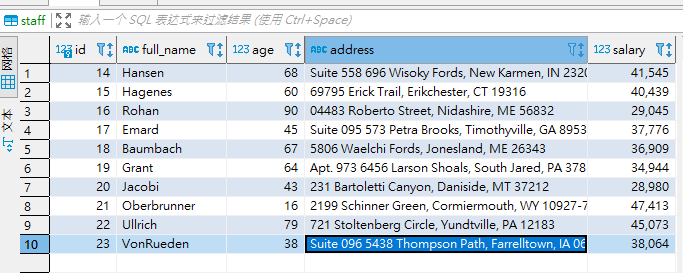 staff 输入一个 SQL 表达式来过滤结果 (使用 Ctrl+Space)
网格
文本
123 id ABC full_name 123 age ABC address 123 salary
1 14 Hansen 68 Suite 558 696 Wisoky Fords, New Karmen, IN 2320 41,545
2 15 Hagenes 60 69795 Erick Trail, Erikchester, CT 19316 40,439
3 16 Rohan 90 04483 Roberto Street, Nidashire, ME 56832 29,045
4 17 Emard 45 Suite 095 573 Petra Brooks, Timothyville, GA 8953 37,776
5 18 Baumbach 67 5806 Waelchi Fords, Jonesland, ME 26343 36,909
6 19 Grant 64 Apt. 973 6456 Larson Shoals, South Jared, PA 378 34,944
7 20 Jacobi 43 231 Bartoletti Canyon, Daniside, MT 37212 28,980
8 21 Oberbrunner 16 2199 Schinner Green, Cormiermouth, WY 10927-7 47,413
9 22 Ullrich 79 721 Stoltenberg Circle, Yundtville, PA 12183 45,073
10 23 VonRueden 38 Suite 096 5438 Thompson Path, Farrelltown, IA 06 38,064